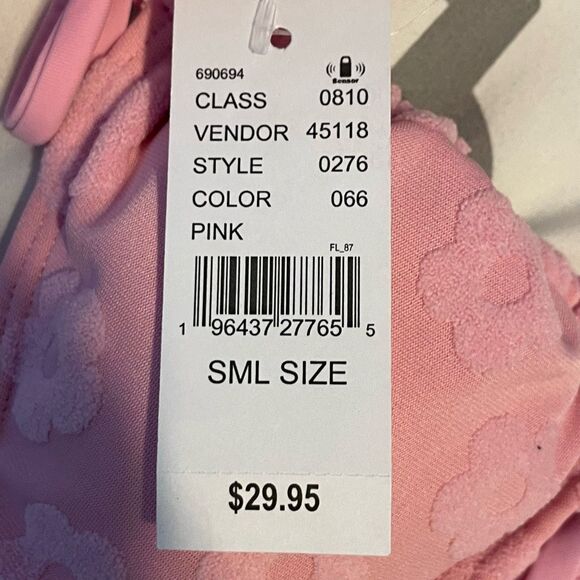 690694
Sensor
CLASS 0810
VENDOR 45118
STYLE 0276
COLOR 066
PINK
FL_87
1 96437 27765 5
SML SIZE
$29.95